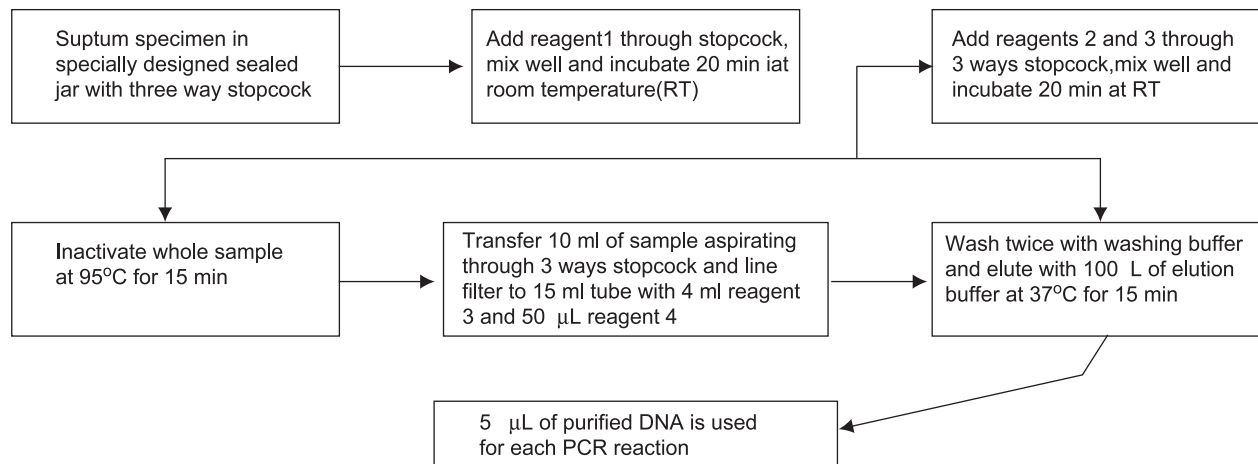 Suptum specimen in
specially designed sealed
jar with three way stopcock
Add reagent1 through stopcock,
mix well and incubate 20 min iat
room temperature(RT)
Add reagents 2 and 3 through
3 ways stopcock,mix well and
incubate 20 min at RT
Inactivate whole sample
at 95°C for 15 min
Transfer 10 ml of sample aspirating
through 3 ways stopcock and line
filter to 15 ml tube with 4 ml reagent
3 and 50 μL reagent 4
Wash twice with washing buffer
and elute with 100 L of elution
buffer at 37°C for 15 min
5 μL of purified DNA is used
for each PCR reaction